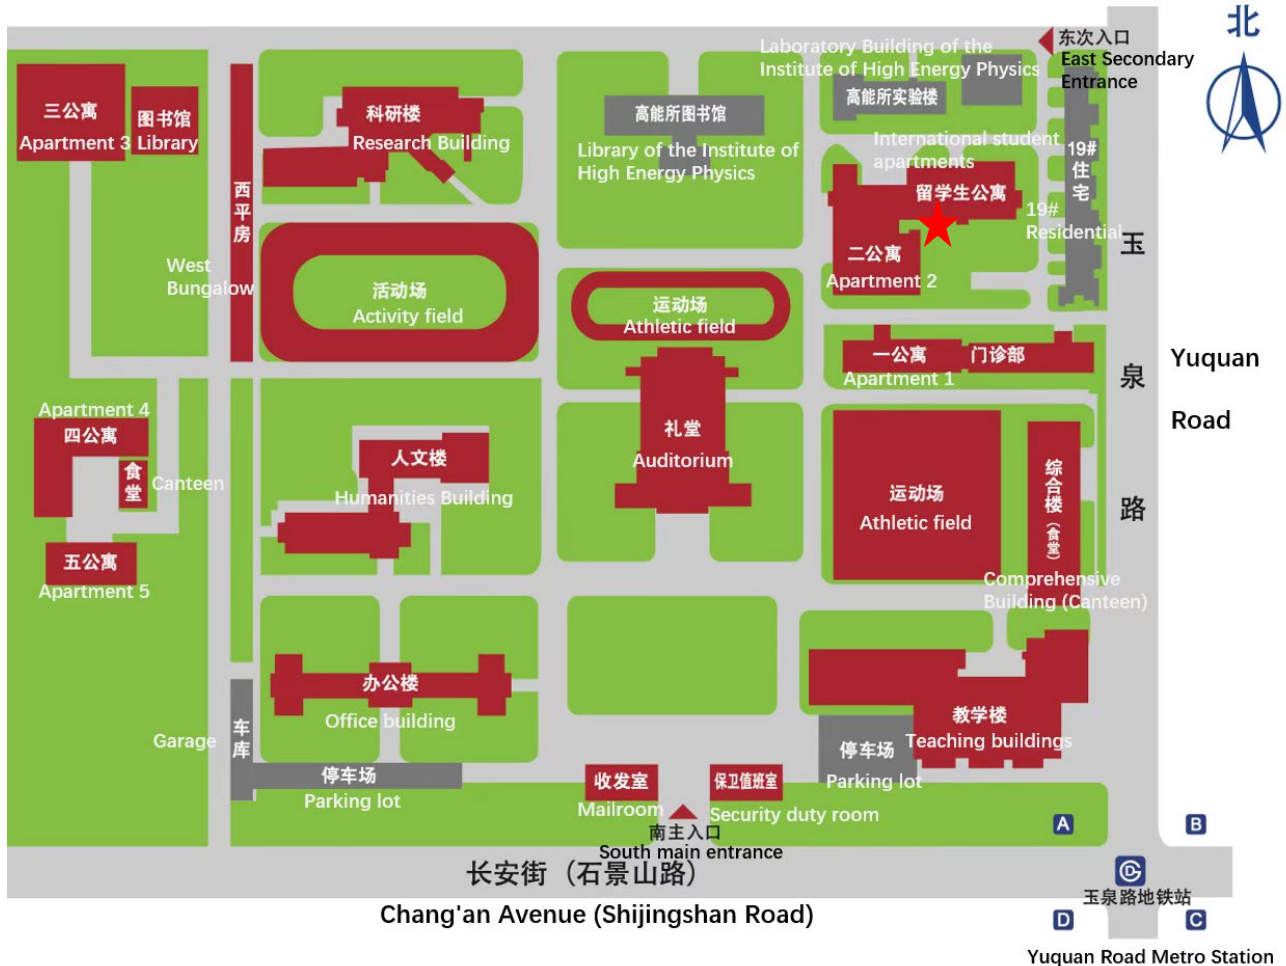 北
东次入口
East Secondary
Entrance
Laboratory Building of the
Institute of High Energy Physics
高能所实验楼
三公寓
Apartment 3
图书馆
Library
科研楼
Research Building
高能所图书馆
Library of the Institute of
High Energy Physics
International student
apartments
留学生公寓
19#
住宅
19#
Residential
西平房
West
Bungalow
二公寓
Apartment 2
活动场
Activity field
运动场
Athletic field
一公寓
Apartment 1
门诊部
玉泉路
Yuquan
Road
Apartment 4
四公寓
食堂
Canteen
五公寓
Apartment 5
人文楼
Humanities Building
礼堂
Auditorium
运动场
Athletic field
综合楼(食堂)
Comprehensive
Building (Canteen)
办公楼
Office building
教学楼
Teaching buildings
车库
Garage
停车场
Parking lot
收发室
Mailroom
保卫值班室
Security duty room
停车场
Parking lot
南主入口
South main entrance
长安街（石景山路）
Chang'an Avenue (Shijingshan Road)
A
B
玉泉路地铁站
D
C
Yuquan Road Metro Station